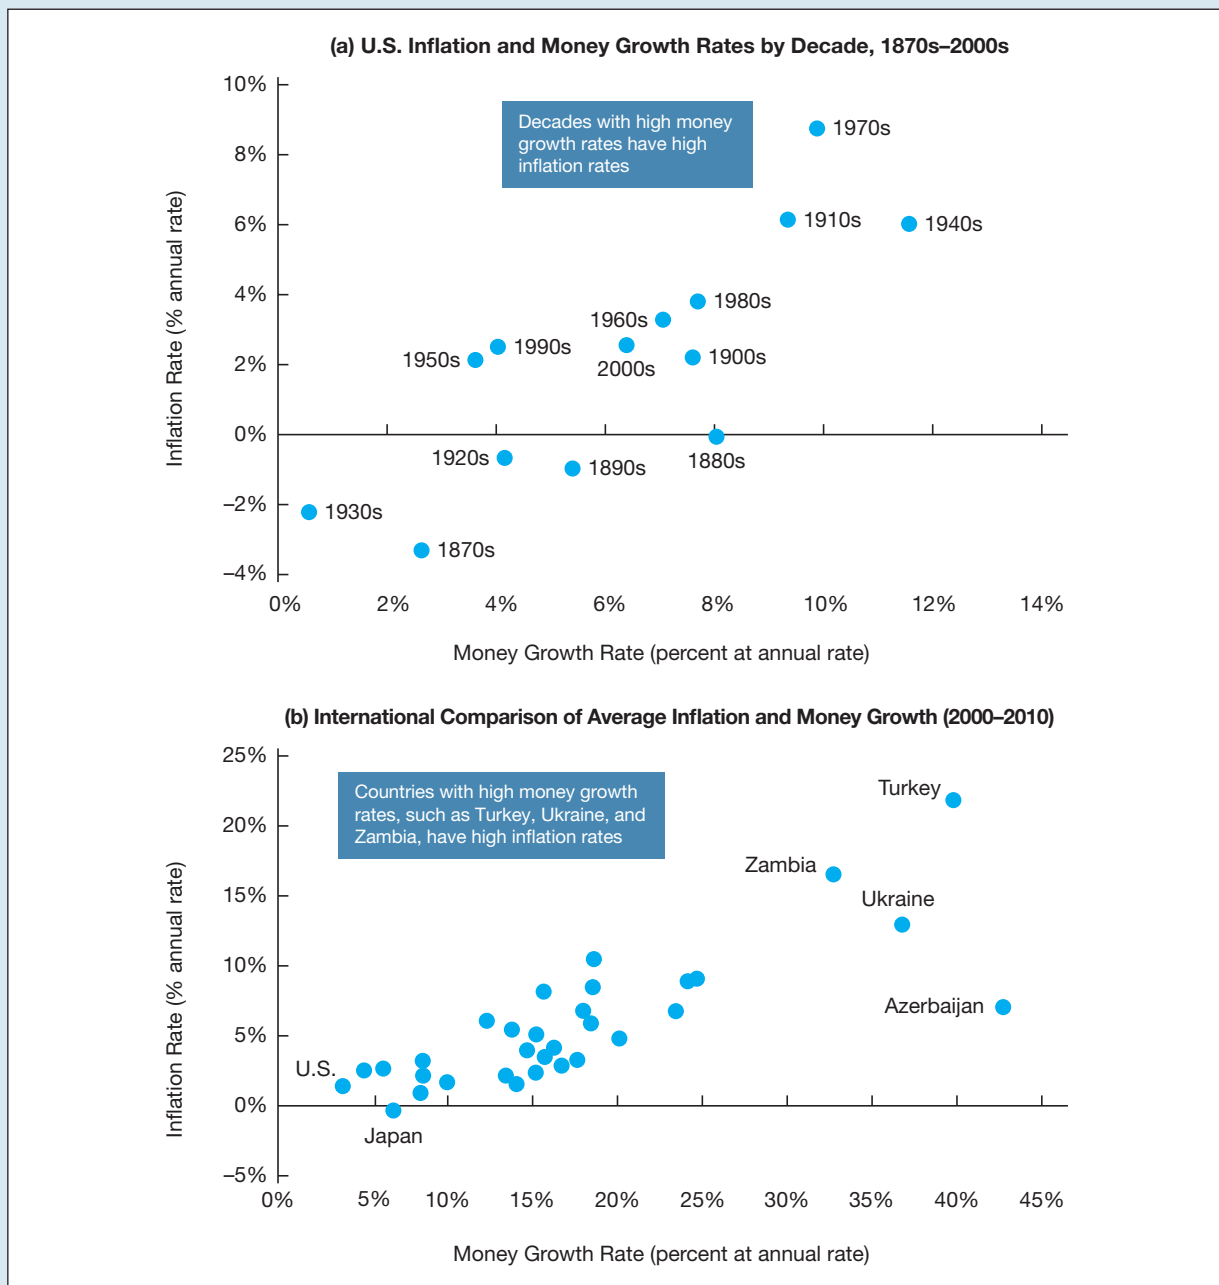 (a) U.S. Inflation and Money Growth Rates by Decade, 1870s–2000s
10%
8%
6%
4%
2%
0%
–2%
–4%
Inflation Rate (% annual rate)
Decades with high money
growth rates have high
inflation rates
1970s
1910s
1940s
1980s
1960s
1990s
1950s
2000s
1900s
1920s
1890s
1880s
1930s
1870s
0%
2%
4%
6%
8%
10%
12%
14%
Money Growth Rate (percent at annual rate)
(b) International Comparison of Average Inflation and Money Growth (2000–2010)
25%
20%
15%
10%
5%
0%
–5%
Inflation Rate (% annual rate)
Countries with high money growth
rates, such as Turkey, Ukraine, and
Zambia, have high inflation rates
Turkey
Zambia
Ukraine
Azerbaijan
U.S.
Japan
0%
5%
10%
15%
20%
25%
30%
35%
40%
45%
Money Growth Rate (percent at annual rate)